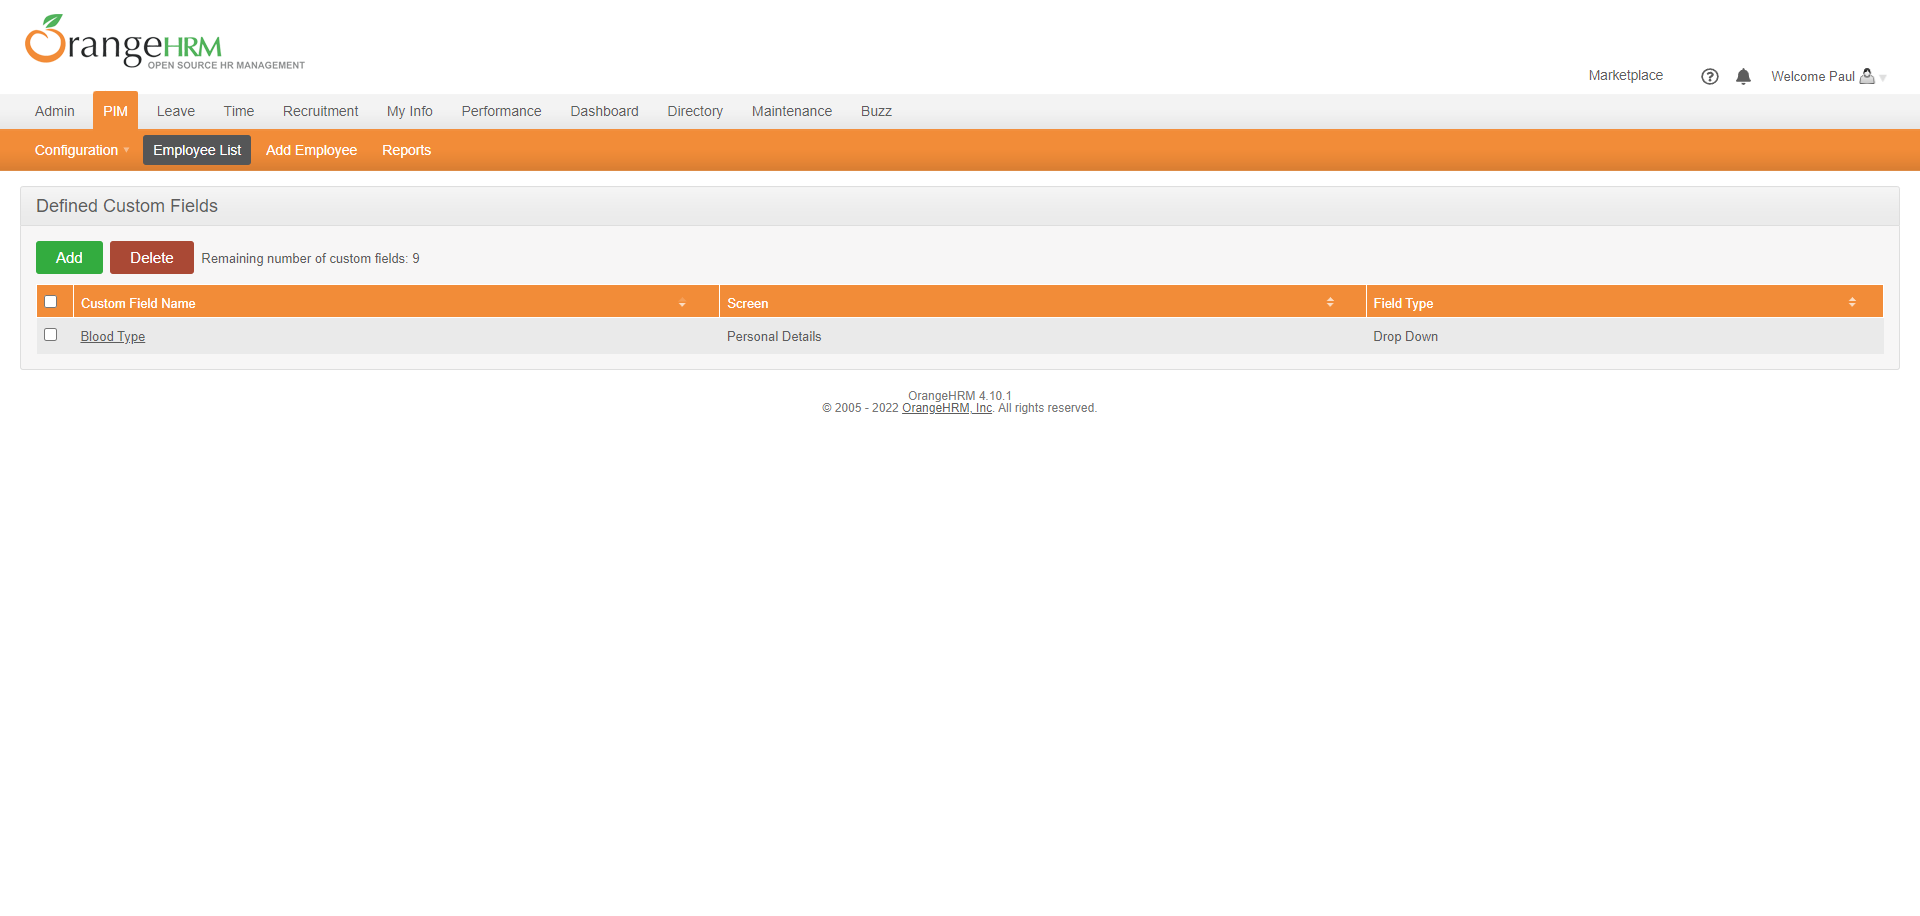 OrangeHRM
OPEN SOURCE HR MANAGEMENT
Marketplace Welcome Paul
Admin PIM Leave Time Recruitment My Info Performance Dashboard Directory Maintenance Buzz
Configuration Employee List Add Employee Reports
Defined Custom Fields
Add Delete Remaining number of custom fields: 9
Custom Field Name Screen Field Type
Blood Type Personal Details Drop Down
OrangeHRM 4.10.1
© 2005 - 2022 OrangeHRM, Inc. All rights reserved.